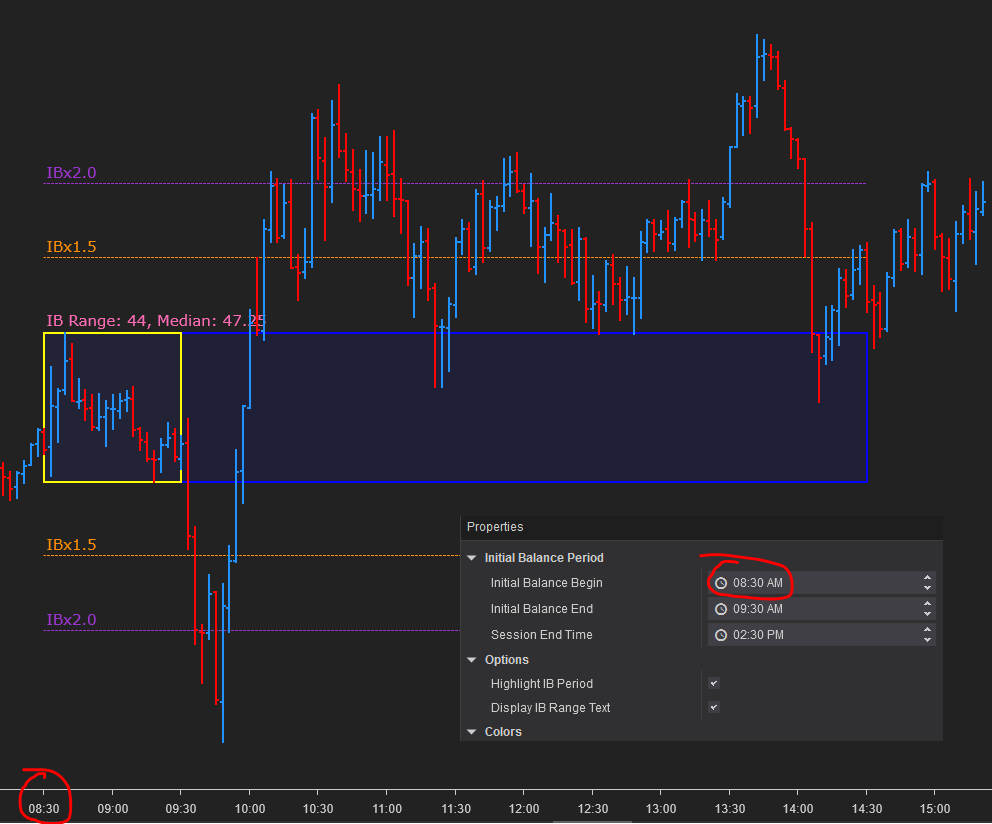 IBx2.0
IBx1.5
IB Range: 44, Median: 47.25
IBx1.5
IBx2.0
Properties
Initial Balance Period
Initial Balance Begin 08:30 AM
Initial Balance End 09:30 AM
Session End Time 02:30 PM
Options
Highlight IB Period
Display IB Range Text
Colors
08:30 09:00 09:30 10:00 10:30 11:00 11:30 12:00 12:30 13:00 13:30 14:00 14:30 15:00